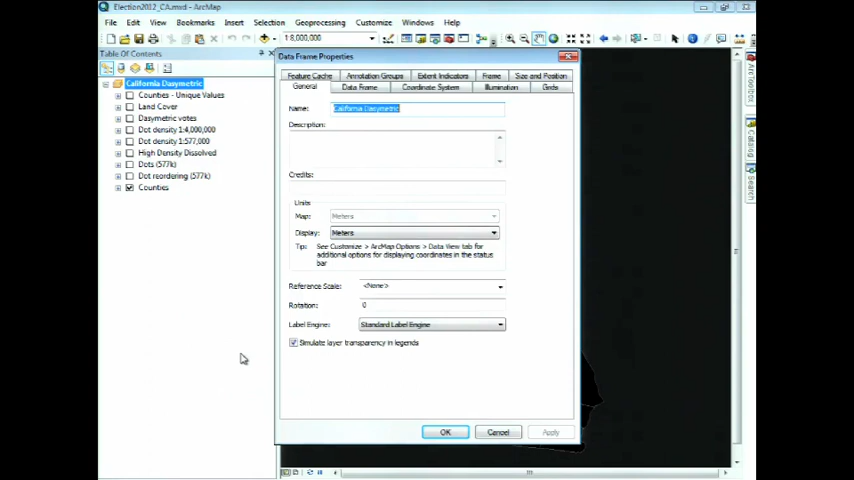 Election2012_CA.mxd - ArcMap
File Edit View Bookmarks Insert Selection Geoprocessing Customize Windows Help
1:8,000,000
Table Of Contents
California Dasymetric
Counties - Unique Values
Land Cover
Dasymetric votes
Dot density 1:4,000,000
Dot density 1:577,000
High Density Dissolved
Dots (577k)
Dot reordering (577k)
Counties
Data Frame Properties
Feature Cache Annotation Groups Extent Indicators Frame Size and Position
General Data Frame Coordinate System Illumination Grids
Name: California Dasymetric
Description:
Credits:
Units
Map: Meters
Display: Meters
Tip: See Customize > ArcMap Options > Data View tab for
additional options for displaying coordinates in the status
bar
Reference Scale: <None>
Rotation: 0
Label Engine: Standard Label Engine
Simulate layer transparency in legends
OK Cancel Apply
ArcToolbox
Catalog
Search